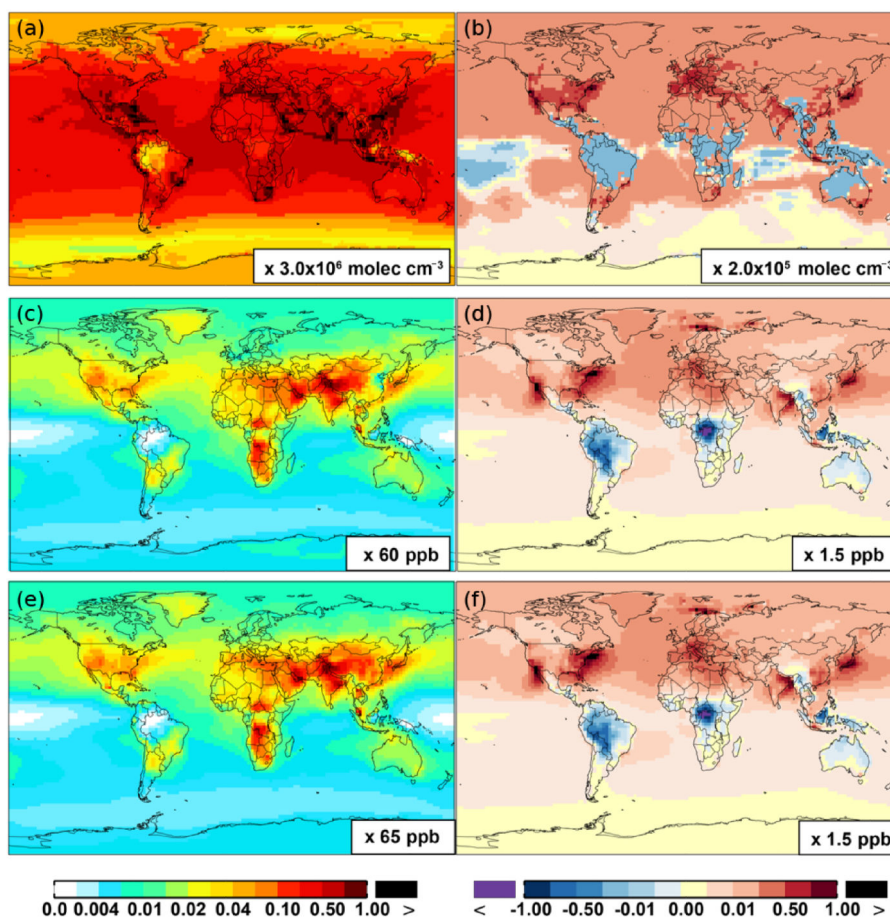 (a)
(b)
x 3.0x10⁶ molec cm⁻³
x 2.0x10⁵ molec cm⁻³
(c)
(d)
x 60 ppb
x 1.5 ppb
(e)
(f)
x 65 ppb
x 1.5 ppb
0.0 0.004 0.01 0.02 0.04 0.10 0.50 1.00 >
< -1.00 -0.50 -0.01 0.00 0.01 0.50 1.00 >